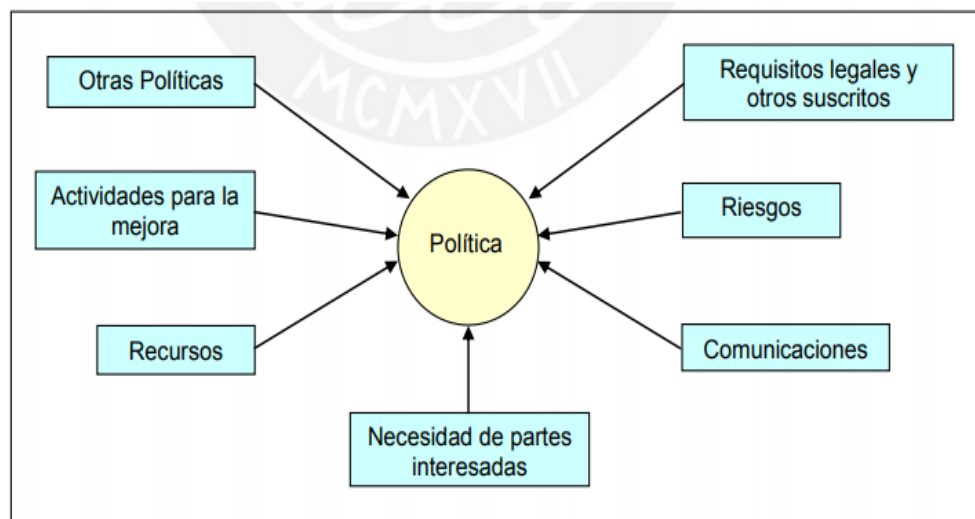 MCMXVII
Otras Políticas
Requisitos legales y
otros suscritos
Actividades para la
mejora
Riesgos
Política
Recursos
Comunicaciones
Necesidad de partes
interesadas